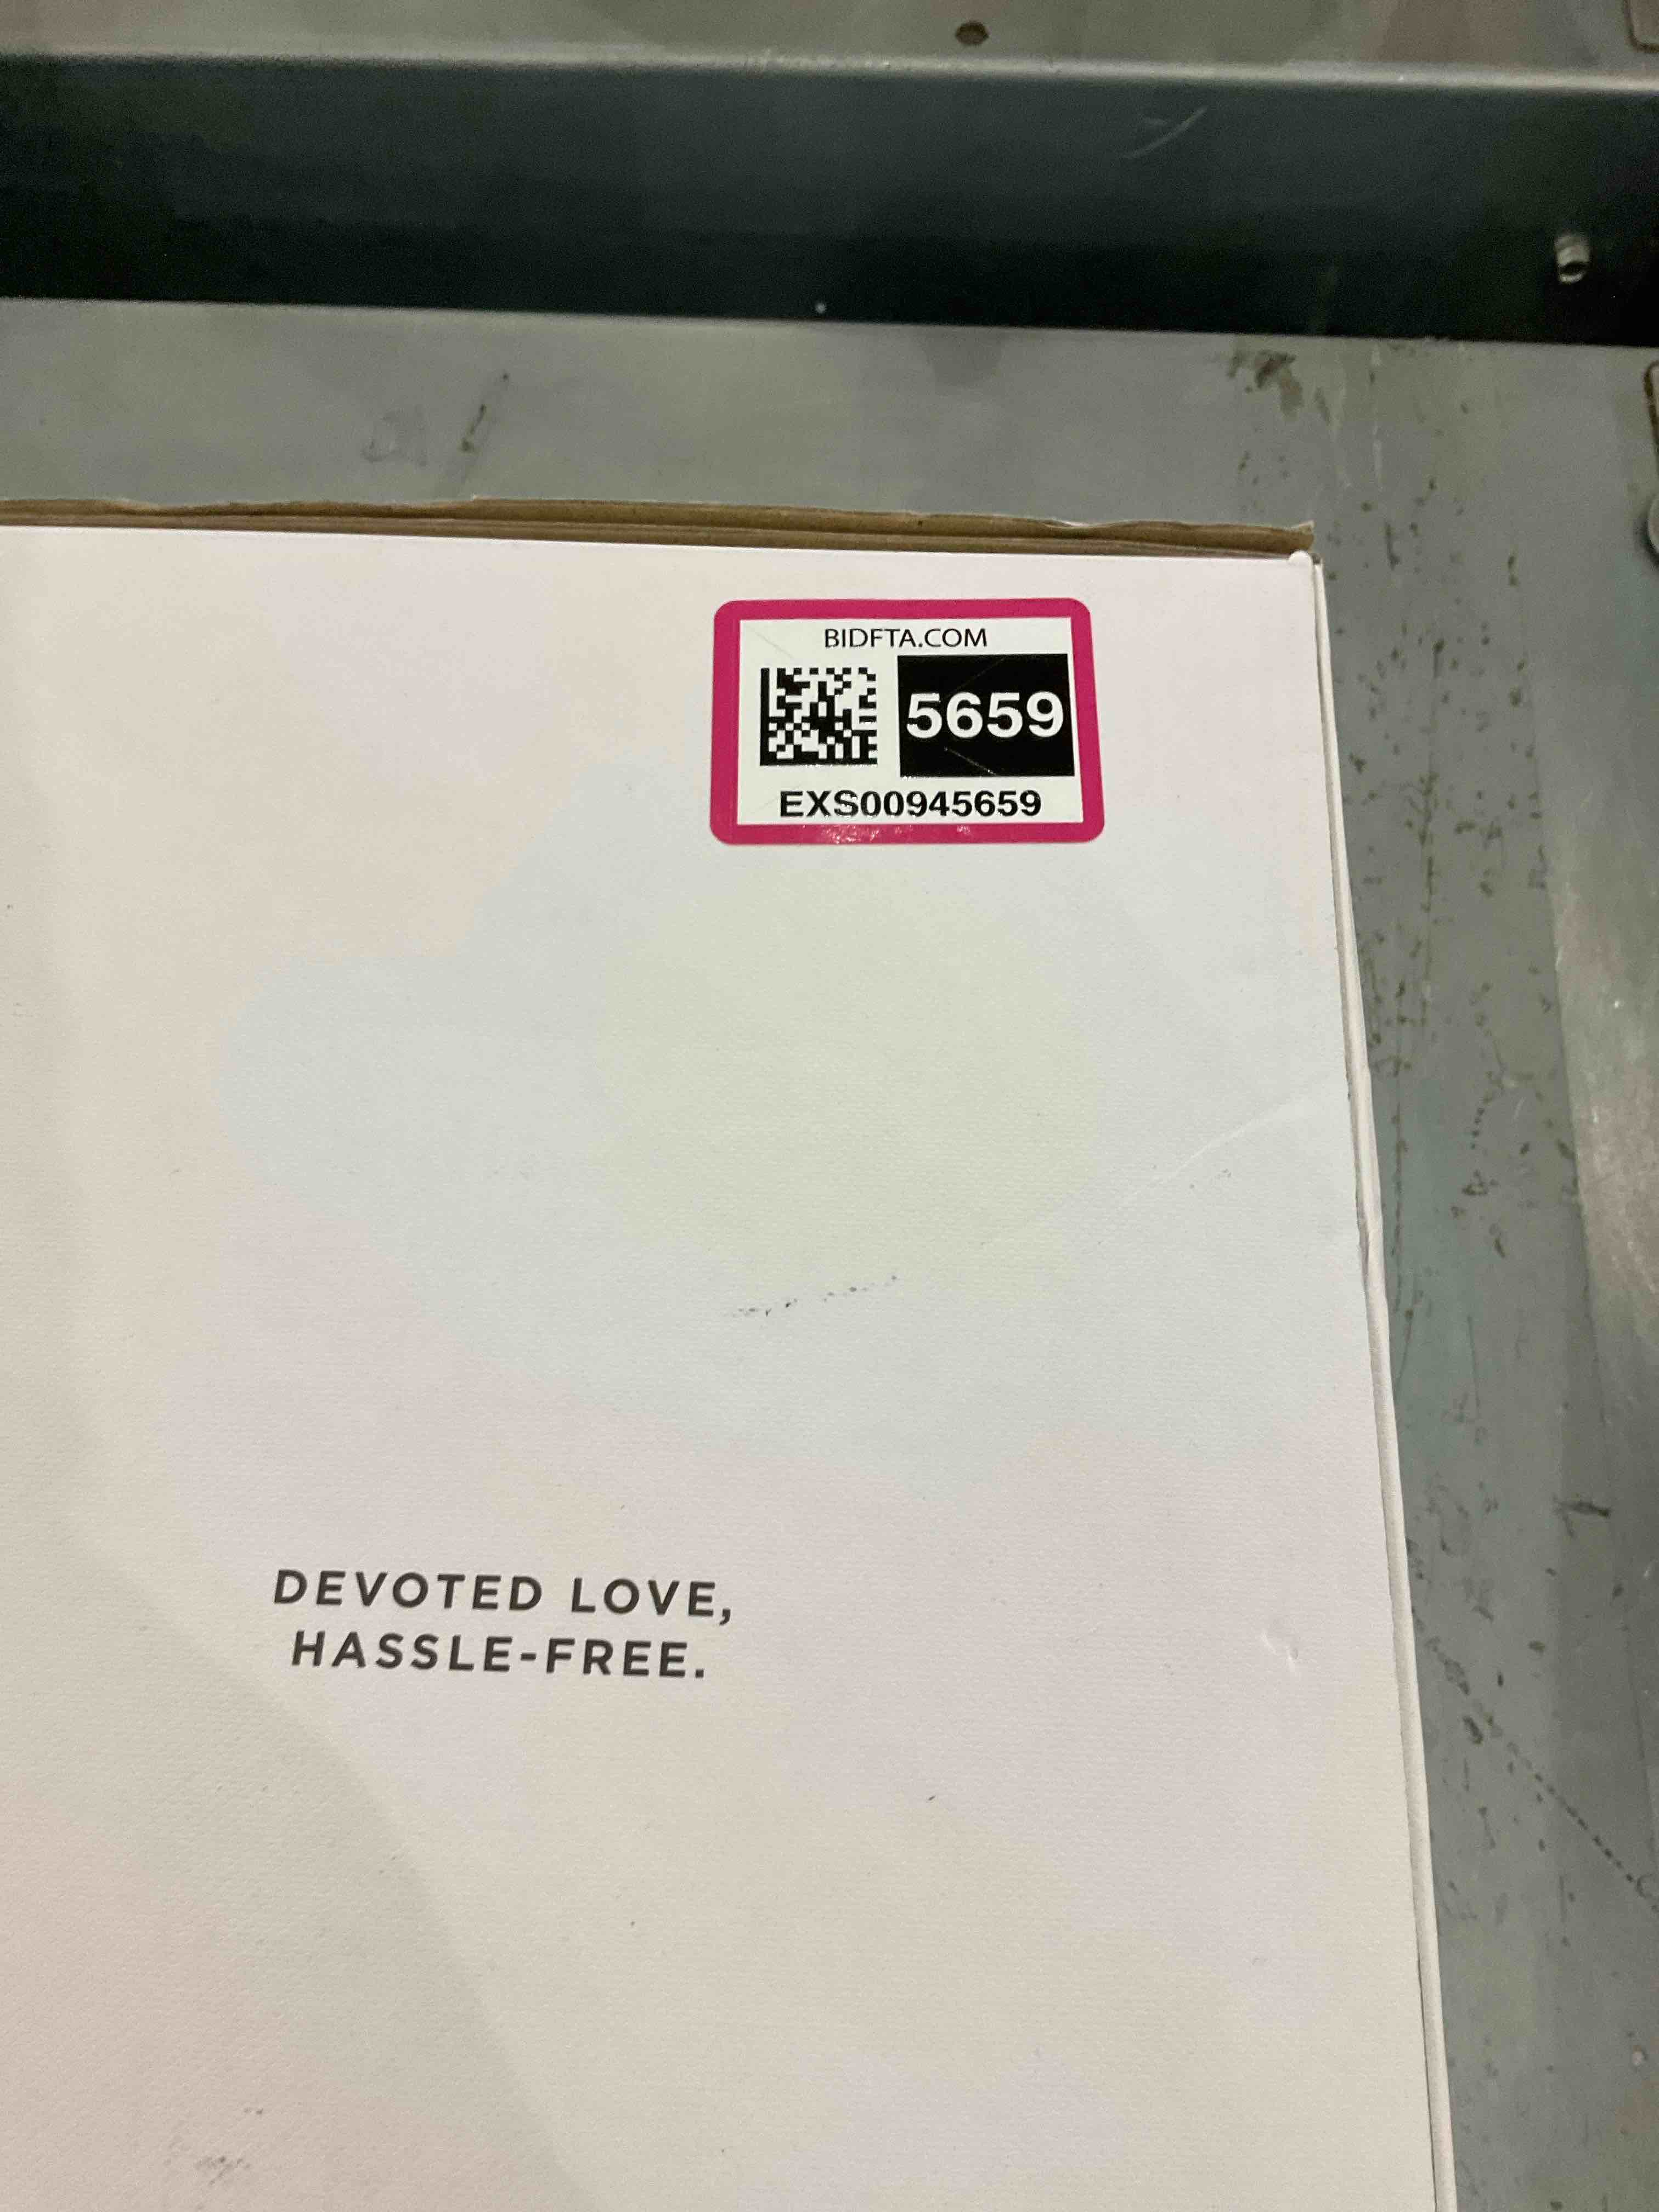 BIDFTA.COM
5659
EXS00945659
DEVOTED LOVE,
HASSLE-FREE.